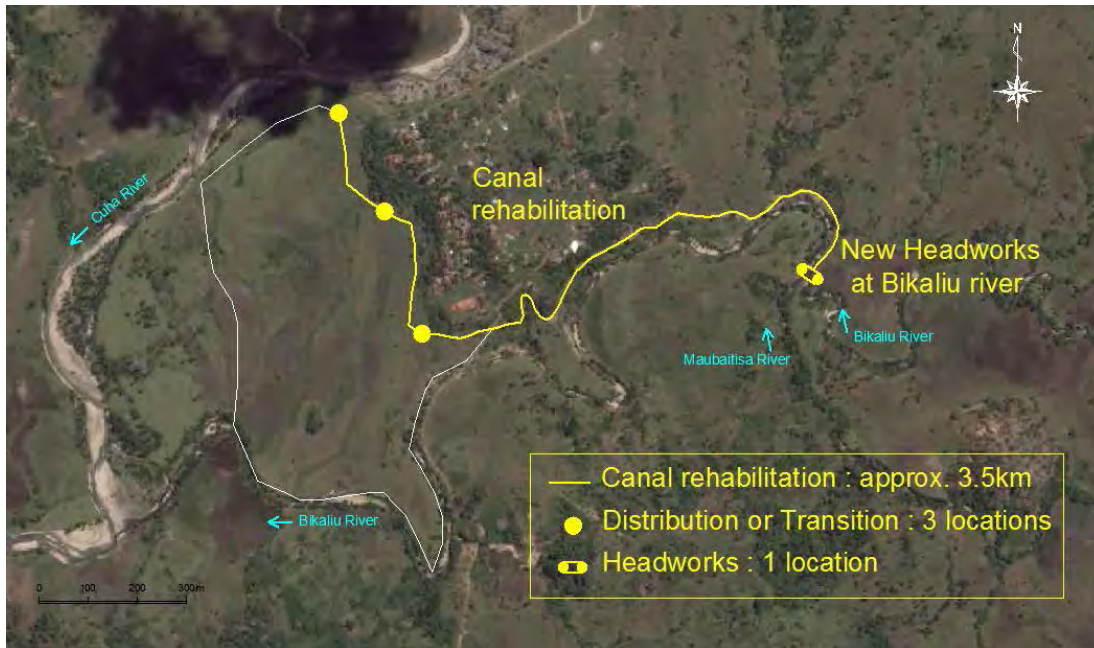 N
Cuha River
Canal
rehabilitation
New Headworks
at Bikaliu river
Maubaitisa River
Bikaliu River
Canal rehabilitation : approx. 3.5km
Distribution or Transition : 3 locations
Headworks : 1 location
Bikaliu River
0 100 200 300m